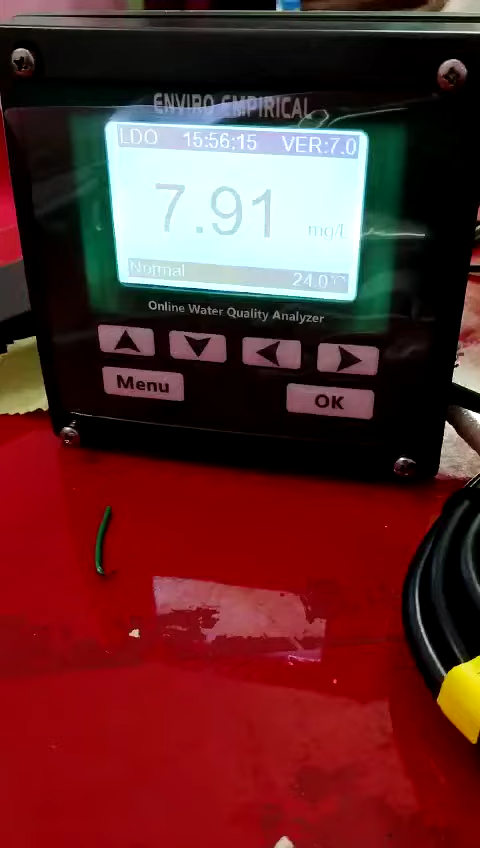 ENVIRO EMPIRICAL
LDO 15:56:15 VER:7.0
7.91 mg/L
Normal 24.0℃
Online Water Quality Analyzer
Menu
OK